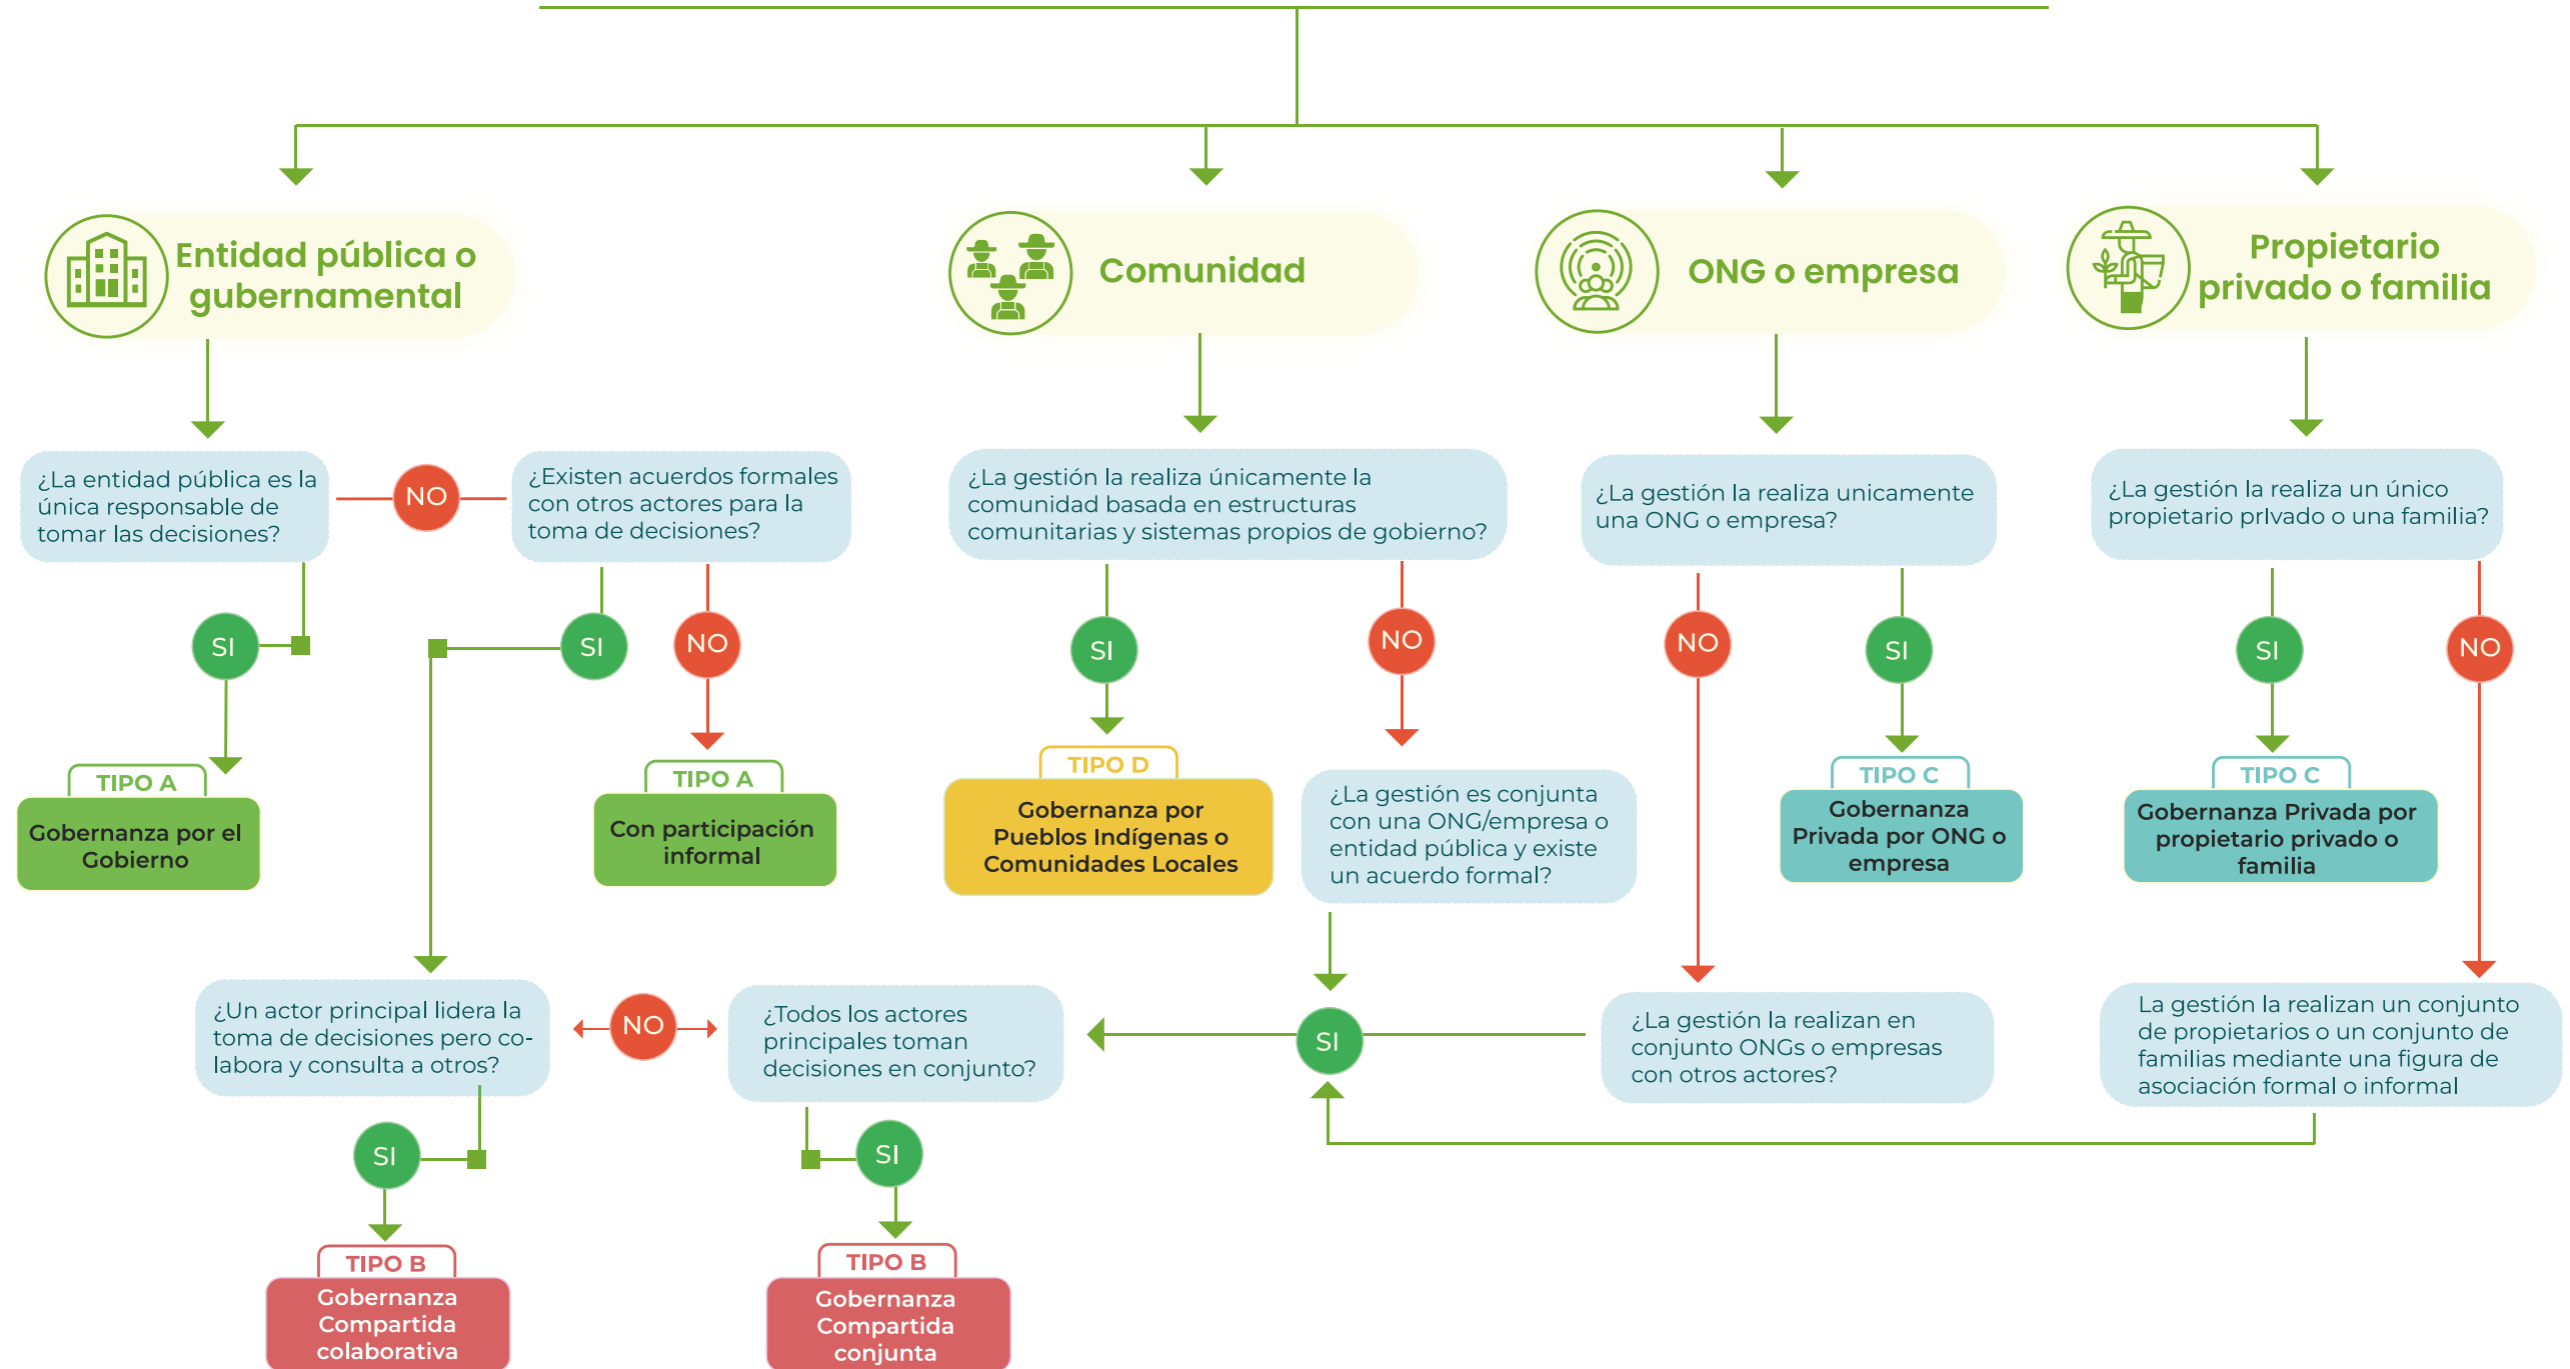 Entidad pública o
gubernamental
Comunidad
ONG o empresa
Propietario
privado o familia
¿La entidad pública es la
única responsable de
tomar las decisiones?
NO
¿Existen acuerdos formales
con otros actores para la
toma de decisiones?
¿La gestión la realiza únicamente la
comunidad basada en estructuras
comunitarias y sistemas propios de gobierno?
¿La gestión la realiza unicamente
una ONG o empresa?
¿La gestión la realiza un único
propietario prIvado o una familia?
SI
SI
NO
SI
NO
NO
SI
SI
NO
TIPO A
Gobernanza por el
Gobierno
TIPO A
Con participación
informal
TIPO D
Gobernanza por
Pueblos Indígenas o
Comunidades Locales
¿La gestión es conjunta
con una ONG/empresa o
entidad pública y existe
un acuerdo formal?
TIPO C
Gobernanza
Privada por ONG o
empresa
TIPO C
Gobernanza Privada por
propietario privado o
familia
¿Un actor principal lidera la
toma de decisiones pero co-
labora y consulta a otros?
NO
¿Todos los actores
principales toman
decisiones en conjunto?
SI
¿La gestión la realizan en
conjunto ONGs o empresas
con otros actores?
La gestión la realizan un conjunto
de propietarios o un conjunto de
familias mediante una figura de
asociación formal o informal
SI
SI
TIPO B
Gobernanza
Compartida
colaborativa
TIPO B
Gobernanza
Compartida
conjunta